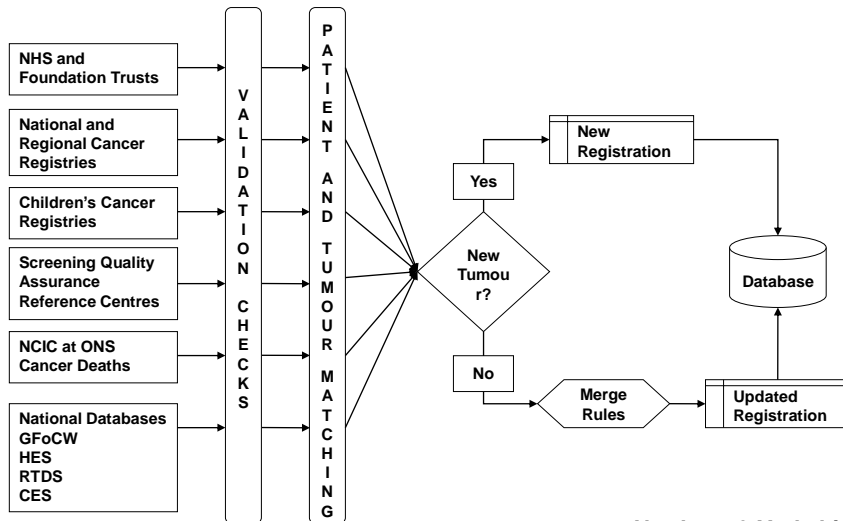 NHS and
Foundation Trusts
National and
Regional Cancer
Registries
Children's Cancer
Registries
Screening Quality
Assurance
Reference Centres
NCIC at ONS
Cancer Deaths
National Databases
GFoCW
HES
RTDS
CES
VALIDATION CHECKS
PATIENT AND TUMOUR MATCHING
New
Tumou
r?
Yes
New
Registration
No
Merge
Rules
Updated
Registration
Database